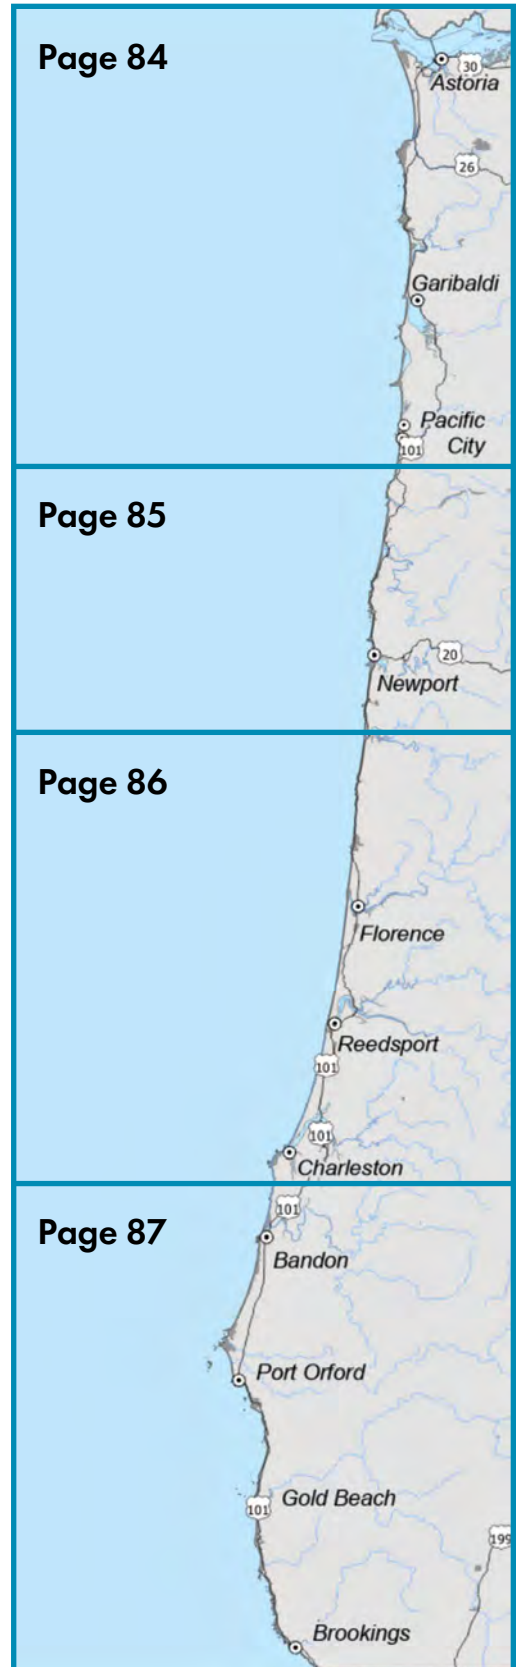 Page 84
30
Astoria
26
Garibaldi
Pacific
City
101
Page 85
20
Newport
Page 86
Florence
Reedsport
101
101
Charleston
Page 87
101
Bandon
Port Orford
Gold Beach
101
199
Brookings